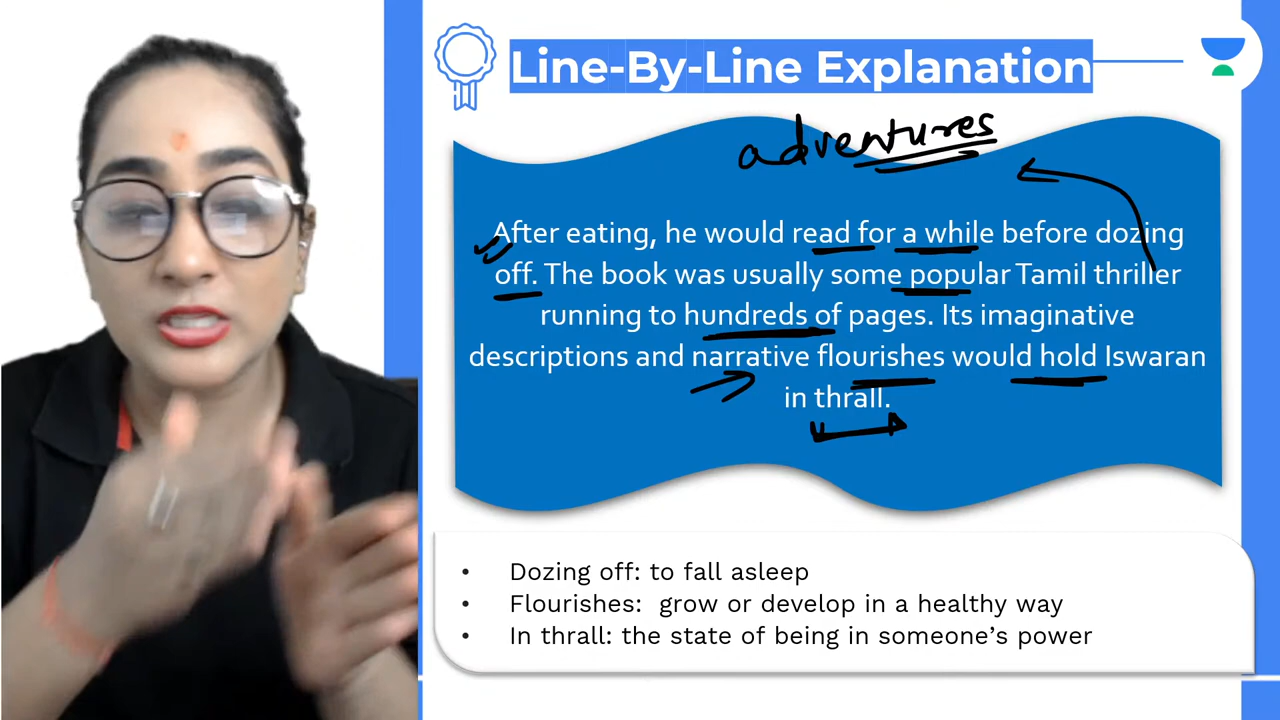 Line-By-Line Explanation
adventures
After eating, he would read for a while before dozing
off. The book was usually some popular Tamil thriller
running to hundreds of pages. Its imaginative
descriptions and narrative flourishes would hold Iswaran
in thrall.
• Dozing off: to fall asleep
• Flourishes: grow or develop in a healthy way
• In thrall: the state of being in someone’s power